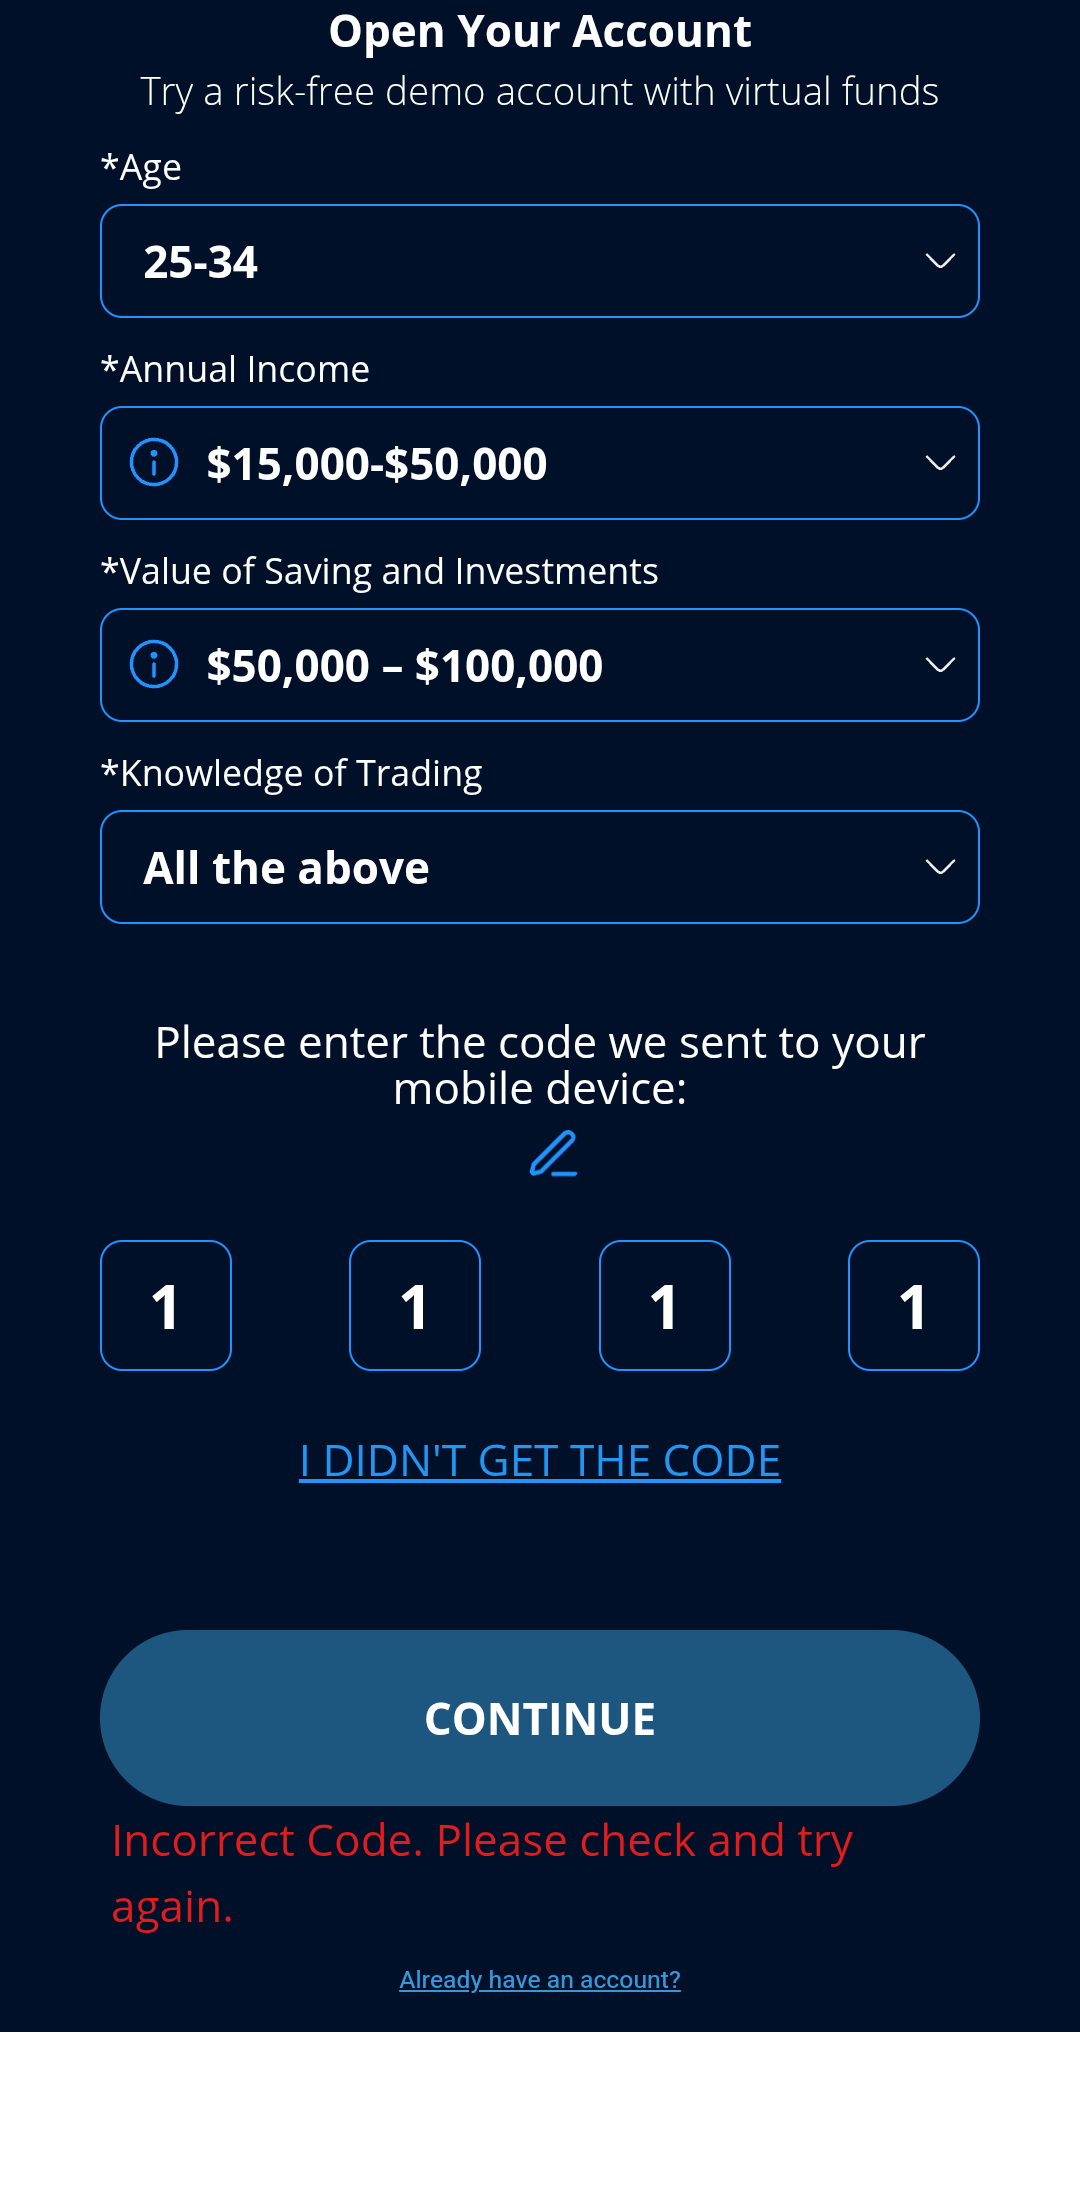 Open Your Account
Try a risk-free demo account with virtual funds
*Age
25-34
*Annual Income
$15,000-$50,000
*Value of Saving and Investments
$50,000 – $100,000
*Knowledge of Trading
All the above
Please enter the code we sent to your
mobile device:
1 1 1 1
I DIDN'T GET THE CODE
CONTINUE
Incorrect Code. Please check and try
again.
Already have an account?